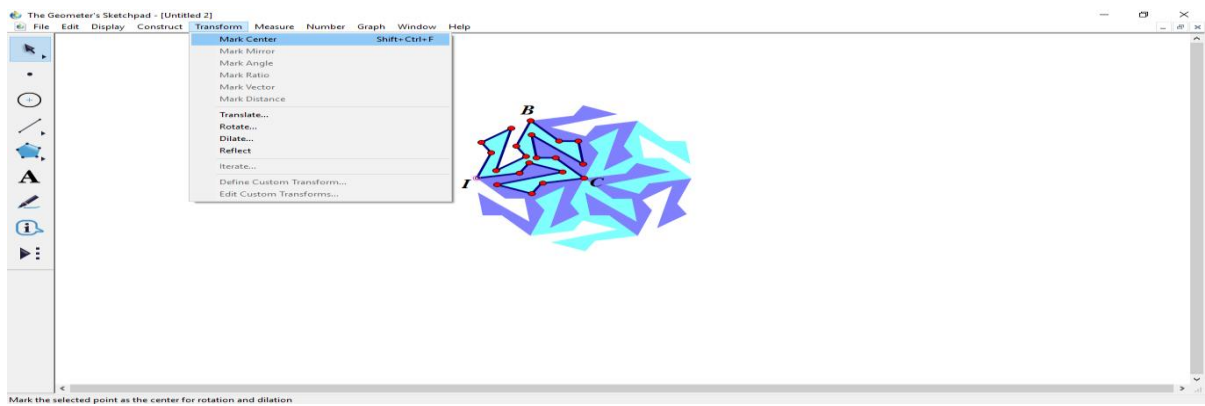 The Geometer's Sketchpad - [Untitled 2]
File Edit Display Construct Transform Measure Number Graph Window Help
Mark Center Shift+Ctrl+F
Mark Mirror
Mark Angle
Mark Ratio
Mark Vector
Mark Distance
Translate...
Rotate...
Dilate...
Reflect
Iterate...
Define Custom Transform...
Edit Custom Transforms...
A
B
I
C
Mark the selected point as the center for rotation and dilation